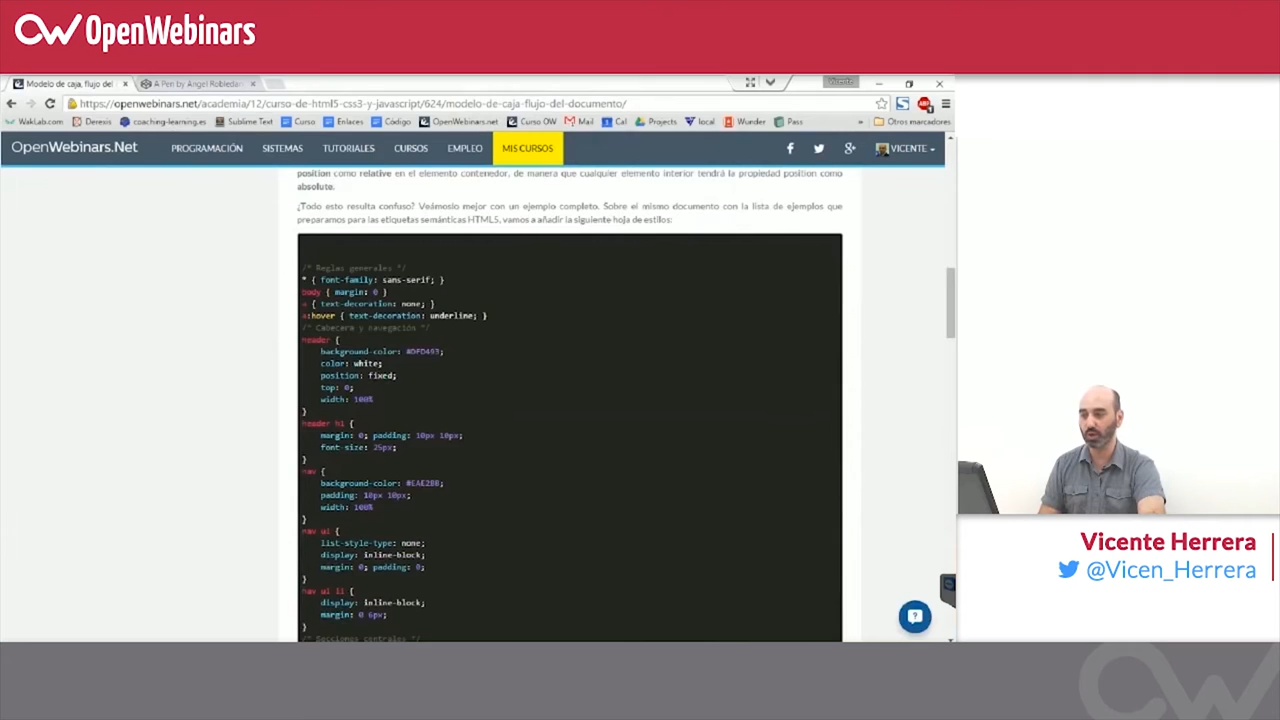 OpenWebinars
Modelo de caja, flujo del
A Pen by Angel Robledan
Vicente
https://openwebinars.net/academia/12/curso-de-html5-css3-y-javascript/624/modelo-de-caja-flujo-del-documento/
WakLab.com Derexis coaching-learning.es Sublime Text Curso Enlaces Código OpenWebinars.net Curso OW Mail Cal Projects local Wunder Pass » Otros marcadores
OpenWebinars.Net PROGRAMACIÓN SISTEMAS TUTORIALES CURSOS EMPLEO MIS CURSOS VICENTE
position como relative en el elemento contenedor, de manera que cualquier elemento interior tendrá la propiedad position como
absolute.
¿Todo esto resulta confuso? Veámoslo mejor con un ejemplo completo. Sobre el mismo documento con la lista de ejemplos que
preparamos para las etiquetas semánticas HTML5, vamos a añadir la siguiente hoja de estilos:
/* Reglas generales */
* { font-family: sans-serif; }
body { margin: 0 }
a { text-decoration: none; }
a:hover { text-decoration: underline; }
/* Cabecera y navegación */
header {
background-color: #DFD493;
color: white;
position: fixed;
top: 0;
width: 100%
}
header h1 {
margin: 0; padding: 10px 10px;
font-size: 25px;
}
nav {
background-color: #EAE2BB;
padding: 10px 10px;
width: 100%
}
nav ul {
list-style-type: none;
display: inline-block;
margin: 0; padding: 0;
}
nav ul li {
display: inline-block;
margin: 0 6px;
}
/* Secciones centrales */
Vicente Herrera
@Vicen_Herrera